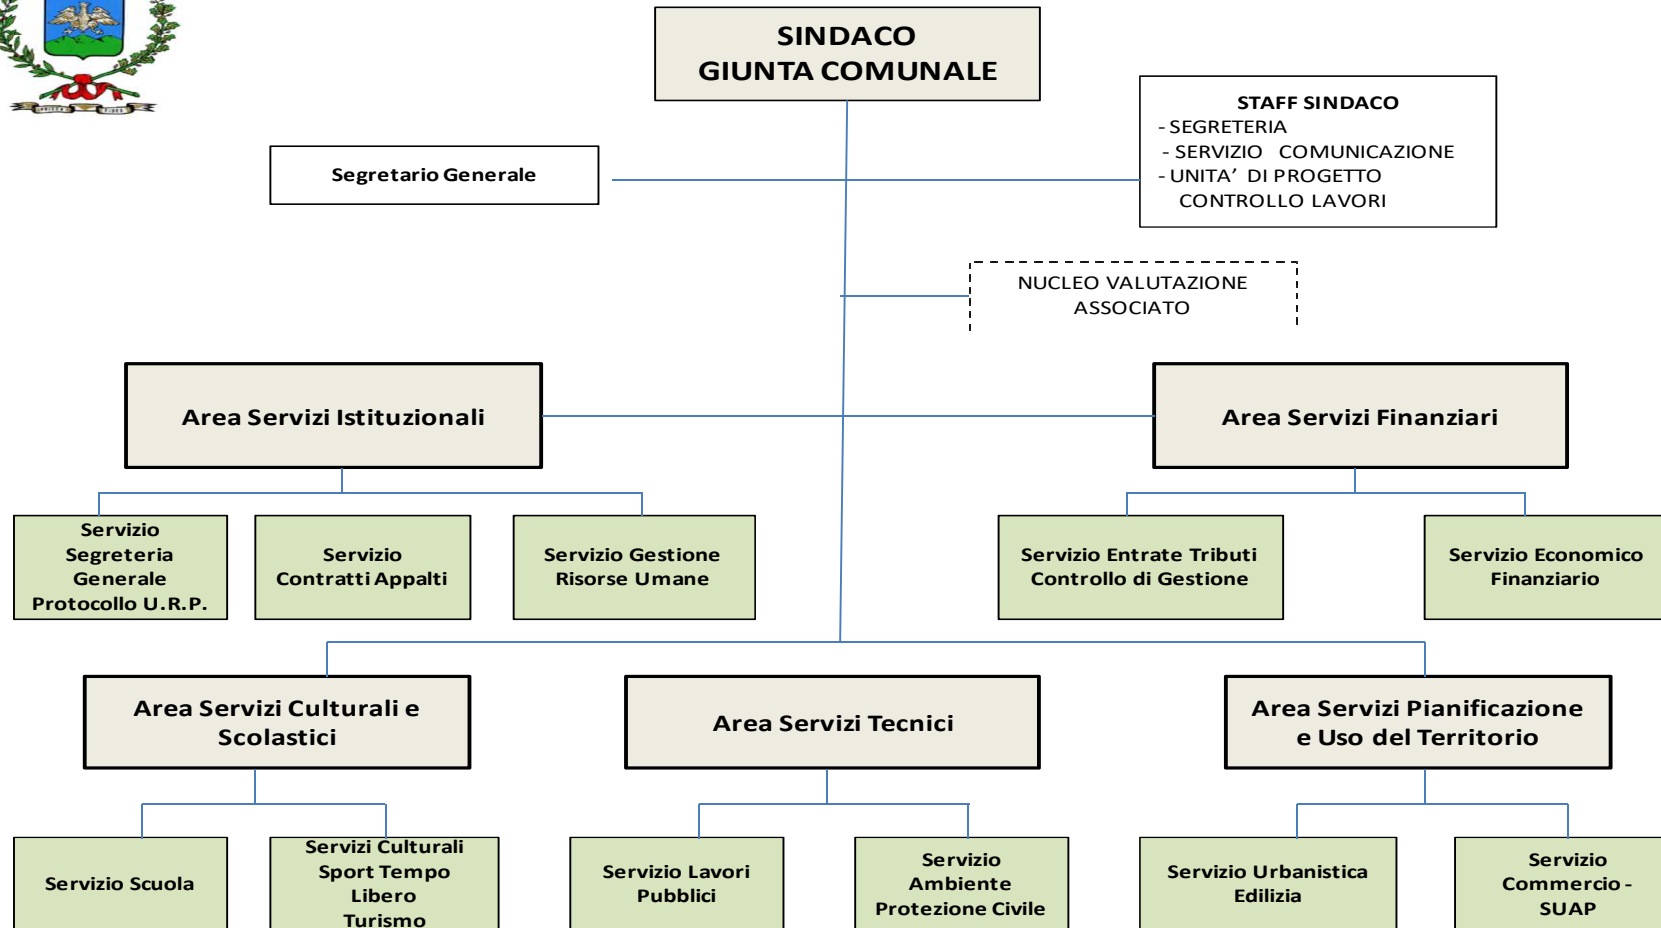 SINDACO
GIUNTA COMUNALE
STAFF SINDACO
- SEGRETERIA
- SERVIZIO COMUNICAZIONE
- UNITA’ DI PROGETTO
CONTROLLO LAVORI
Segretario Generale
NUCLEO VALUTAZIONE
ASSOCIATO
Area Servizi Istituzionali
Area Servizi Finanziari
Servizio
Segreteria
Generale
Protocollo U.R.P.
Servizio
Contratti Appalti
Servizio Gestione
Risorse Umane
Servizio Entrate Tributi
Controllo di Gestione
Servizio Economico
Finanziario
Area Servizi Culturali e
Scolastici
Area Servizi Tecnici
Area Servizi Pianificazione
e Uso del Territorio
Servizio Scuola
Servizi Culturali
Sport Tempo
Libero
Turismo
Servizio Lavori
Pubblici
Servizio
Ambiente
Protezione Civile
Servizio Urbanistica
Edilizia
Servizio
Commercio -
SUAP